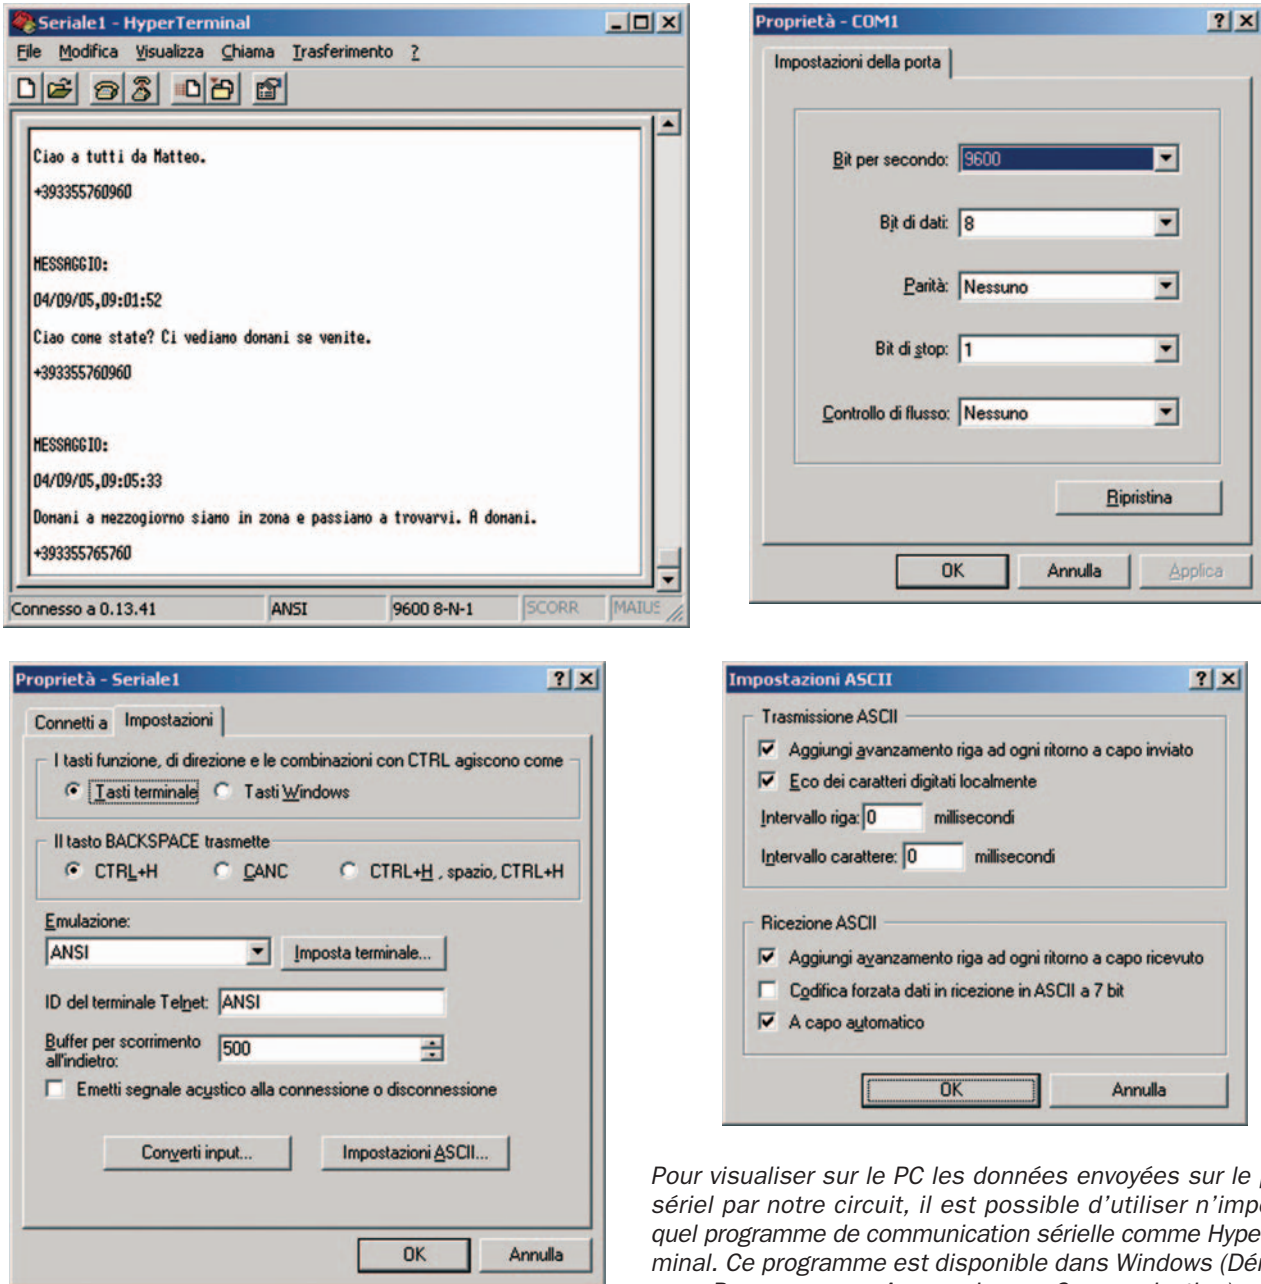 Seriale1 - HyperTerminal
File Modifica Visualizza Chiama Trasferimento ?
Ciao a tutti da Matteo.
+393355760960
MESSAGGIO:
04/09/05,09:01:52
Ciao come state? Ci vediamo domani se venite.
+393355760960
MESSAGGIO:
04/09/05,09:05:33
Domani a mezzogiorno siamo in zona e passiamo a trovarvi. A domani.
+393355765760
Connesso a 0.13.41 ANSI 9600 8-N-1 SCORR MAIUS
Proprietà - COM1
Impostazioni della porta
Bit per secondo: 9600
Bit di dati: 8
Parità: Nessuno
Bit di stop: 1
Controllo di flusso: Nessuno
Ripristina
OK Annulla Applica
Proprietà - Seriale1
Connetti a Impostazioni
I tasti funzione, di direzione e le combinazioni con CTRL agiscono come
Tasti terminale Tasti Windows
Il tasto BACKSPACE trasmette
CTRL+H CANC CTRL+H , spazio, CTRL+H
Emulazione:
ANSI Imposta terminale...
ID del terminale Telnet: ANSI
Buffer per scorrimento
all'indietro: 500
Emetti segnale acustico alla connessione o disconnessione
Converti input... Impostazioni ASCII...
OK Annulla
Impostazioni ASCII
Trasmissione ASCII
Aggiungi avanzamento riga ad ogni ritorno a capo inviato
Eco dei caratteri digitati localmente
Intervallo riga: 0 millisecondi
Intervallo carattere: 0 millisecondi
Ricezione ASCII
Aggiungi avanzamento riga ad ogni ritorno a capo ricevuto
Codifica forzata dati in ricezione in ASCII a 7 bit
A capo automatico
OK Annulla
Pour visualiser sur le PC les données envoyées sur le
sériel par notre circuit, il est possible d'utiliser n'imp
quel programme de communication sérielle comme Hype
minal. Ce programme est disponible dans Windows (Dé